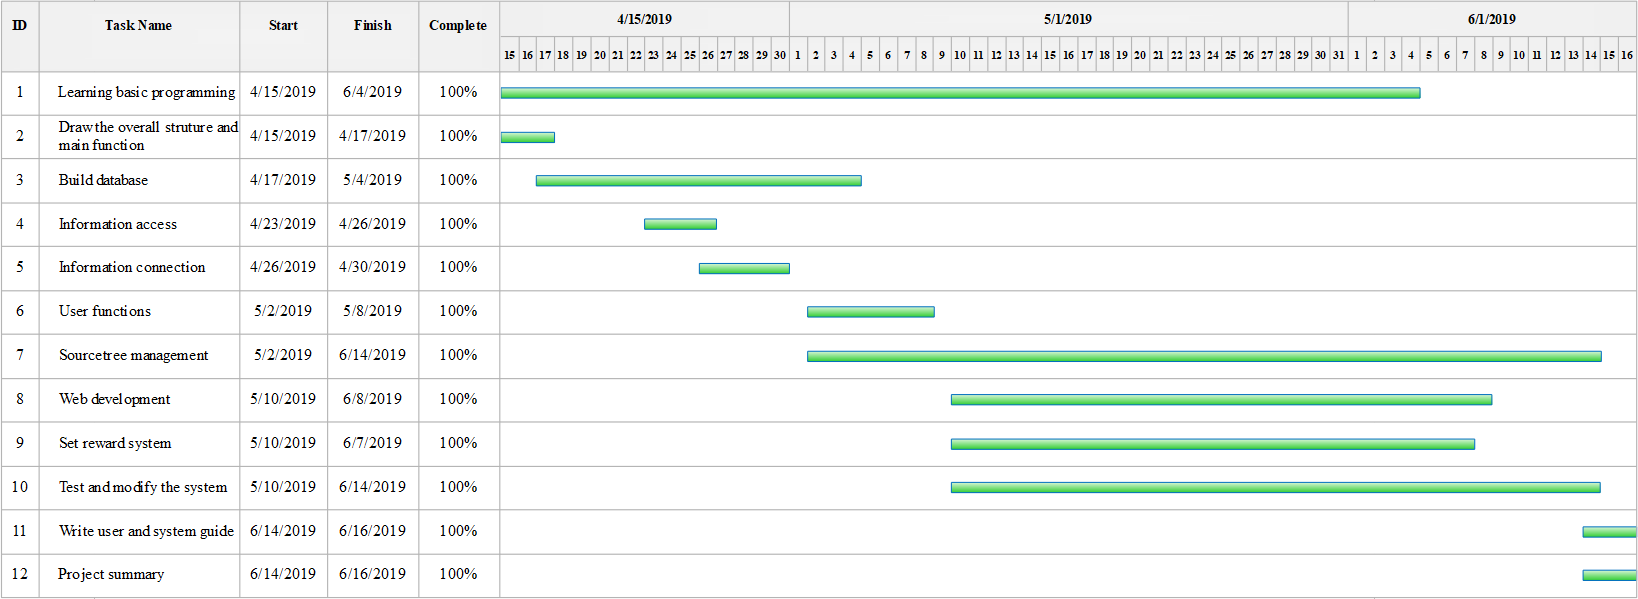 ID Task Name Start Finish Complete 4/15/2019 5/1/2019 6/1/2019
15 16 17 18 19 20 21 22 23 24 25 26 27 28 29 30 1 2 3 4 5 6 7 8 9 10 11 12 13 14 15 16 17 18 19 20 21 22 23 24 25 26 27 28 29 30 31 1 2 3 4 5 6 7 8 9 10 11 12 13 14 15 16
1 Learning basic programming 4/15/2019 6/4/2019 100%
2 Draw the overall struture and
main function 4/15/2019 4/17/2019 100%
3 Build database 4/17/2019 5/4/2019 100%
4 Information access 4/23/2019 4/26/2019 100%
5 Information connection 4/26/2019 4/30/2019 100%
6 User functions 5/2/2019 5/8/2019 100%
7 Sourcetree management 5/2/2019 6/14/2019 100%
8 Web development 5/10/2019 6/8/2019 100%
9 Set reward system 5/10/2019 6/7/2019 100%
10 Test and modify the system 5/10/2019 6/14/2019 100%
11 Write user and system guide 6/14/2019 6/16/2019 100%
12 Project summary 6/14/2019 6/16/2019 100%